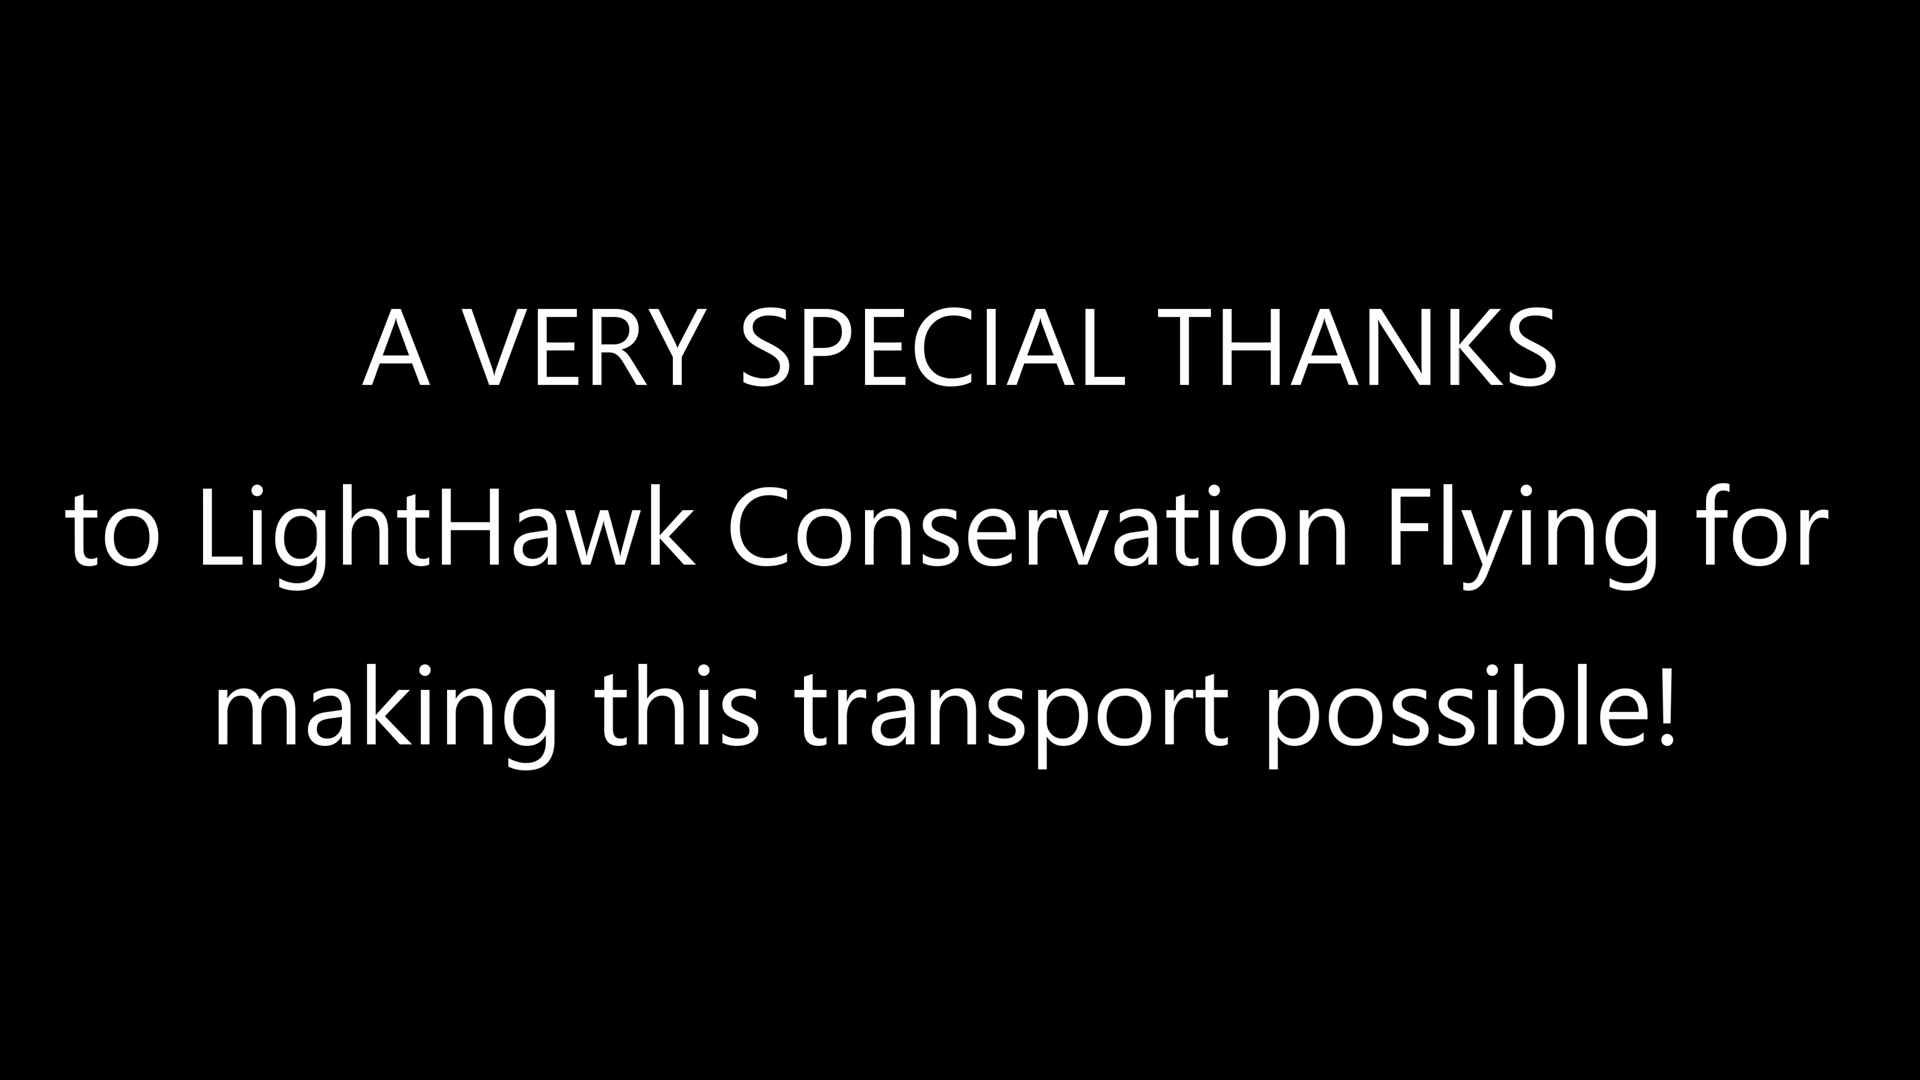 A VERY SPECIAL THANKS
to LightHawk Conservation Flying for
making this transport possible!